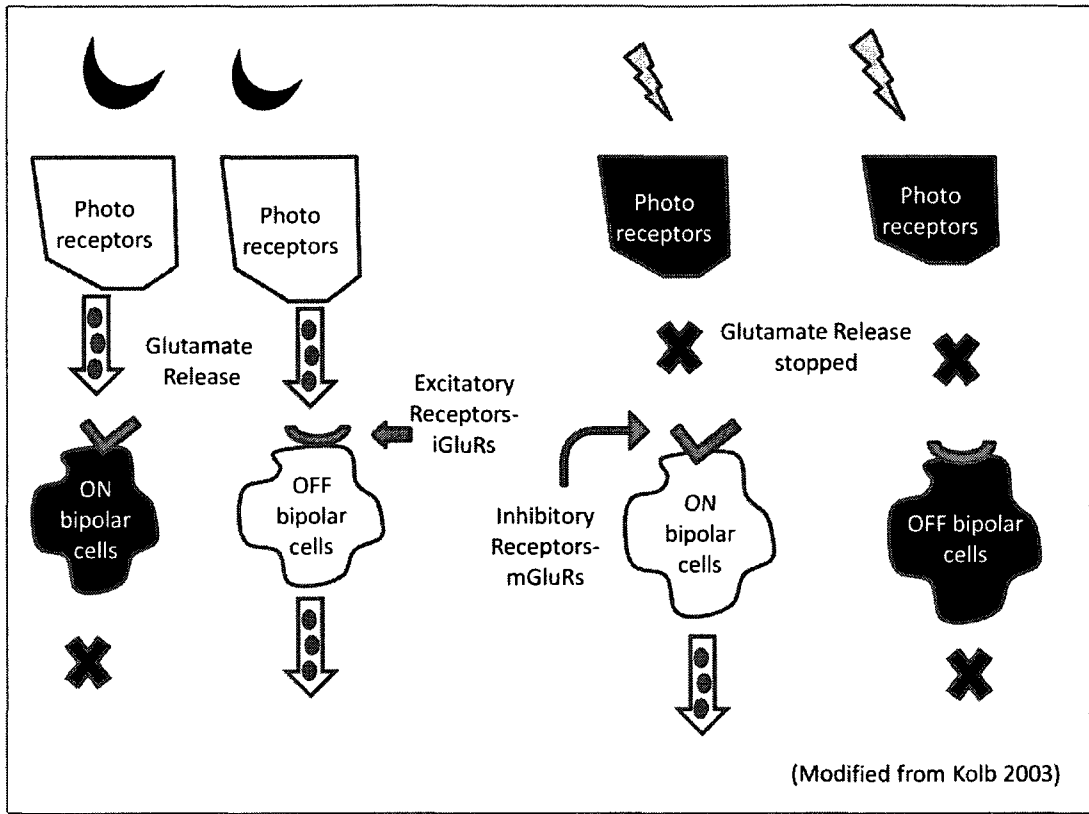 Photo
receptors
Photo
receptors
Photo
receptors
Photo
receptors
Glutamate
Release
Glutamate Release
stopped
Excitatory
Receptors-
iGluRs
ON
bipolar
cells
OFF
bipolar
cells
Inhibitory
Receptors-
mGluRs
ON
bipolar
cells
OFF bipolar
cells
(Modified from Kolb 2003)